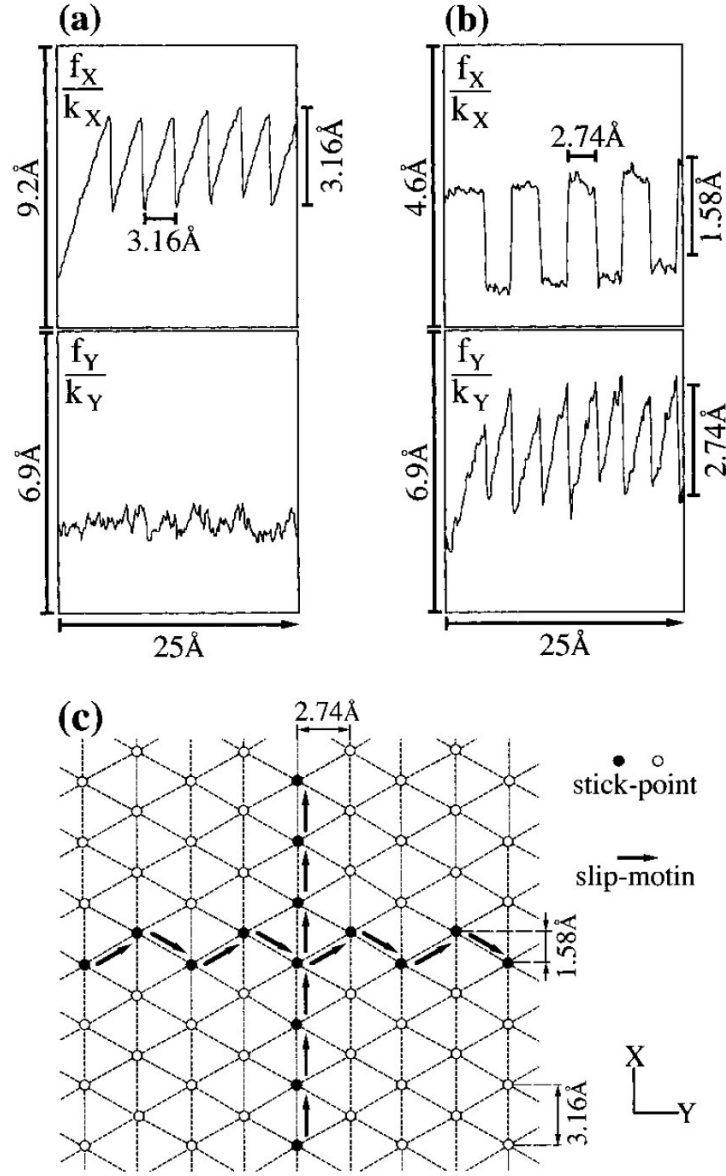 (a)
f_X
k_X
9.2Å
3.16Å
3.16Å
f_Y
k_Y
6.9Å
25Å
(b)
f_X
k_X
4.6Å
2.74Å
1.58Å
f_Y
k_Y
6.9Å
2.74Å
25Å
(c)
2.74Å
stick-point
slip-motin
1.58Å
3.16Å
X
Y